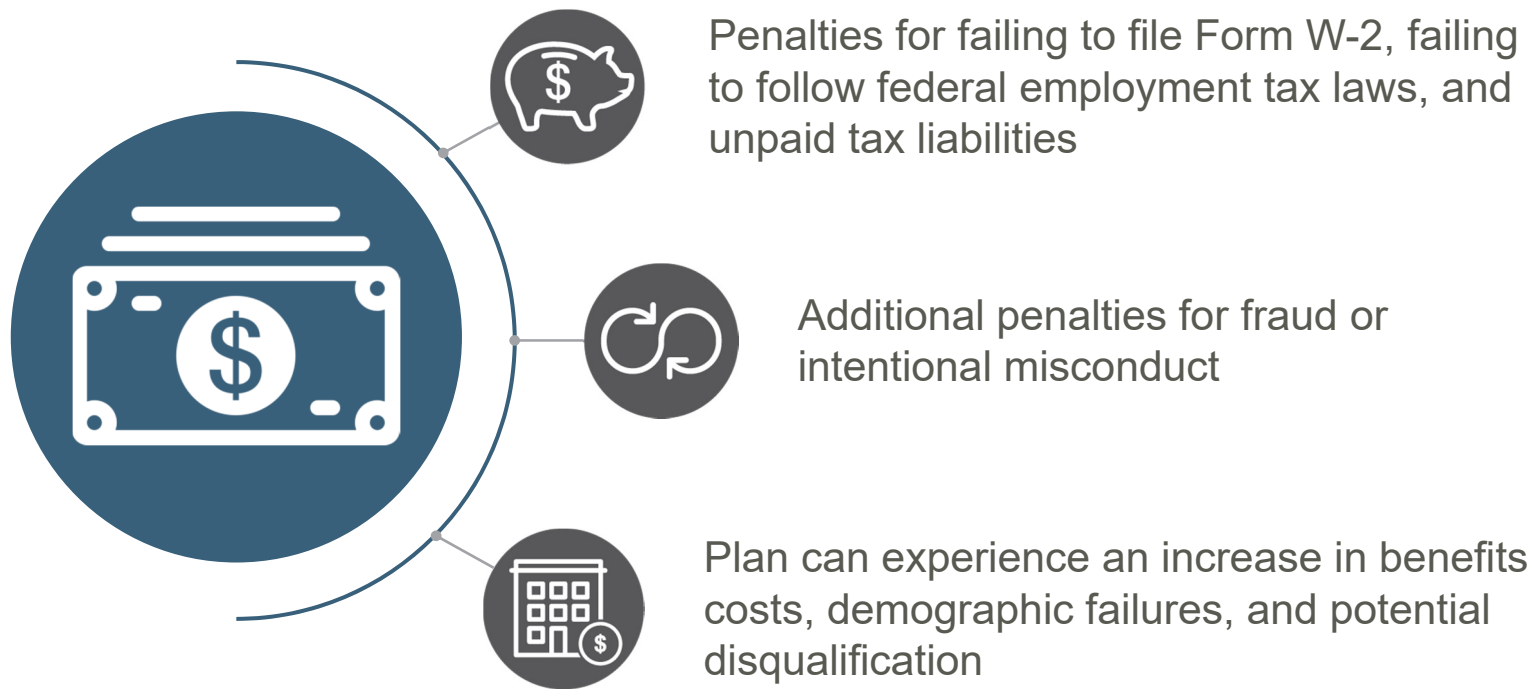 Penalties for failing to file Form W-2, failing
to follow federal employment tax laws, and
unpaid tax liabilities
Additional penalties for fraud or
intentional misconduct
Plan can experience an increase in benefits
costs, demographic failures, and potential
disqualification
$
$
$